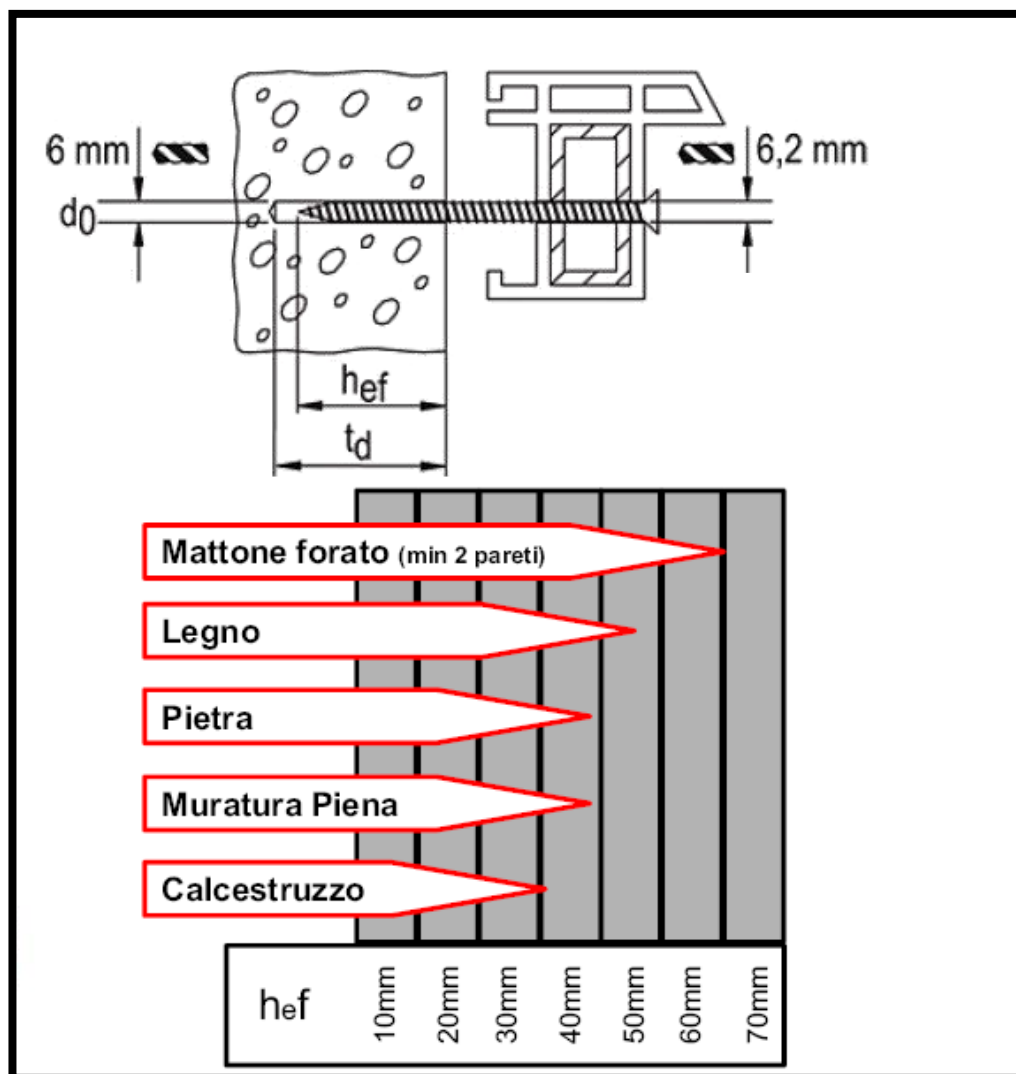 6 mm
6,2 mm
d0
hef
td
Mattone forato (min 2 pareti)
Legno
Pietra
Muratura Piena
Calcestruzzo
hef
10mm
20mm
30mm
40mm
50mm
60mm
70mm